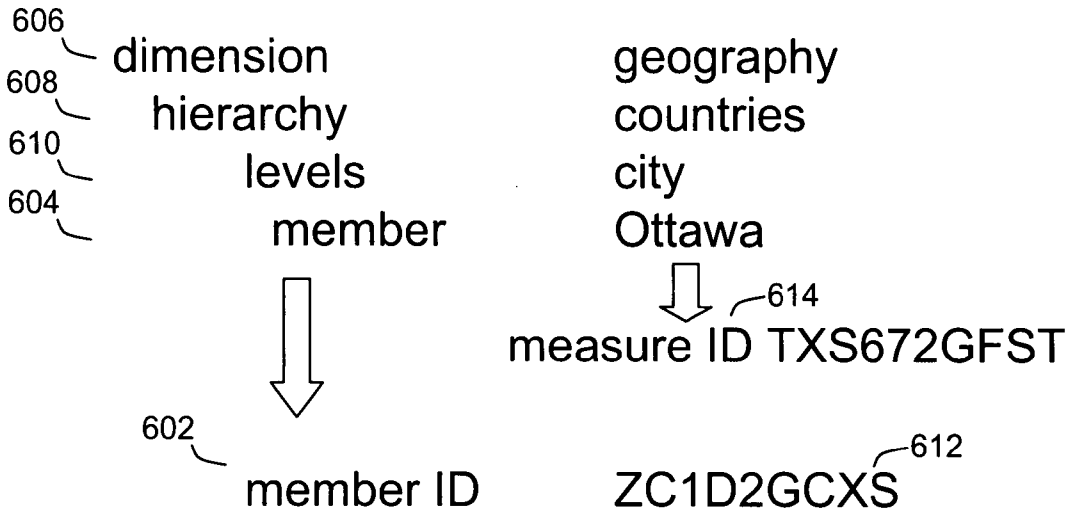 606
dimension geography
608
hierarchy countries
610
levels city
604
member Ottawa
614
measure ID TXS672GFST
602
612
member ID ZC1D2GCXS